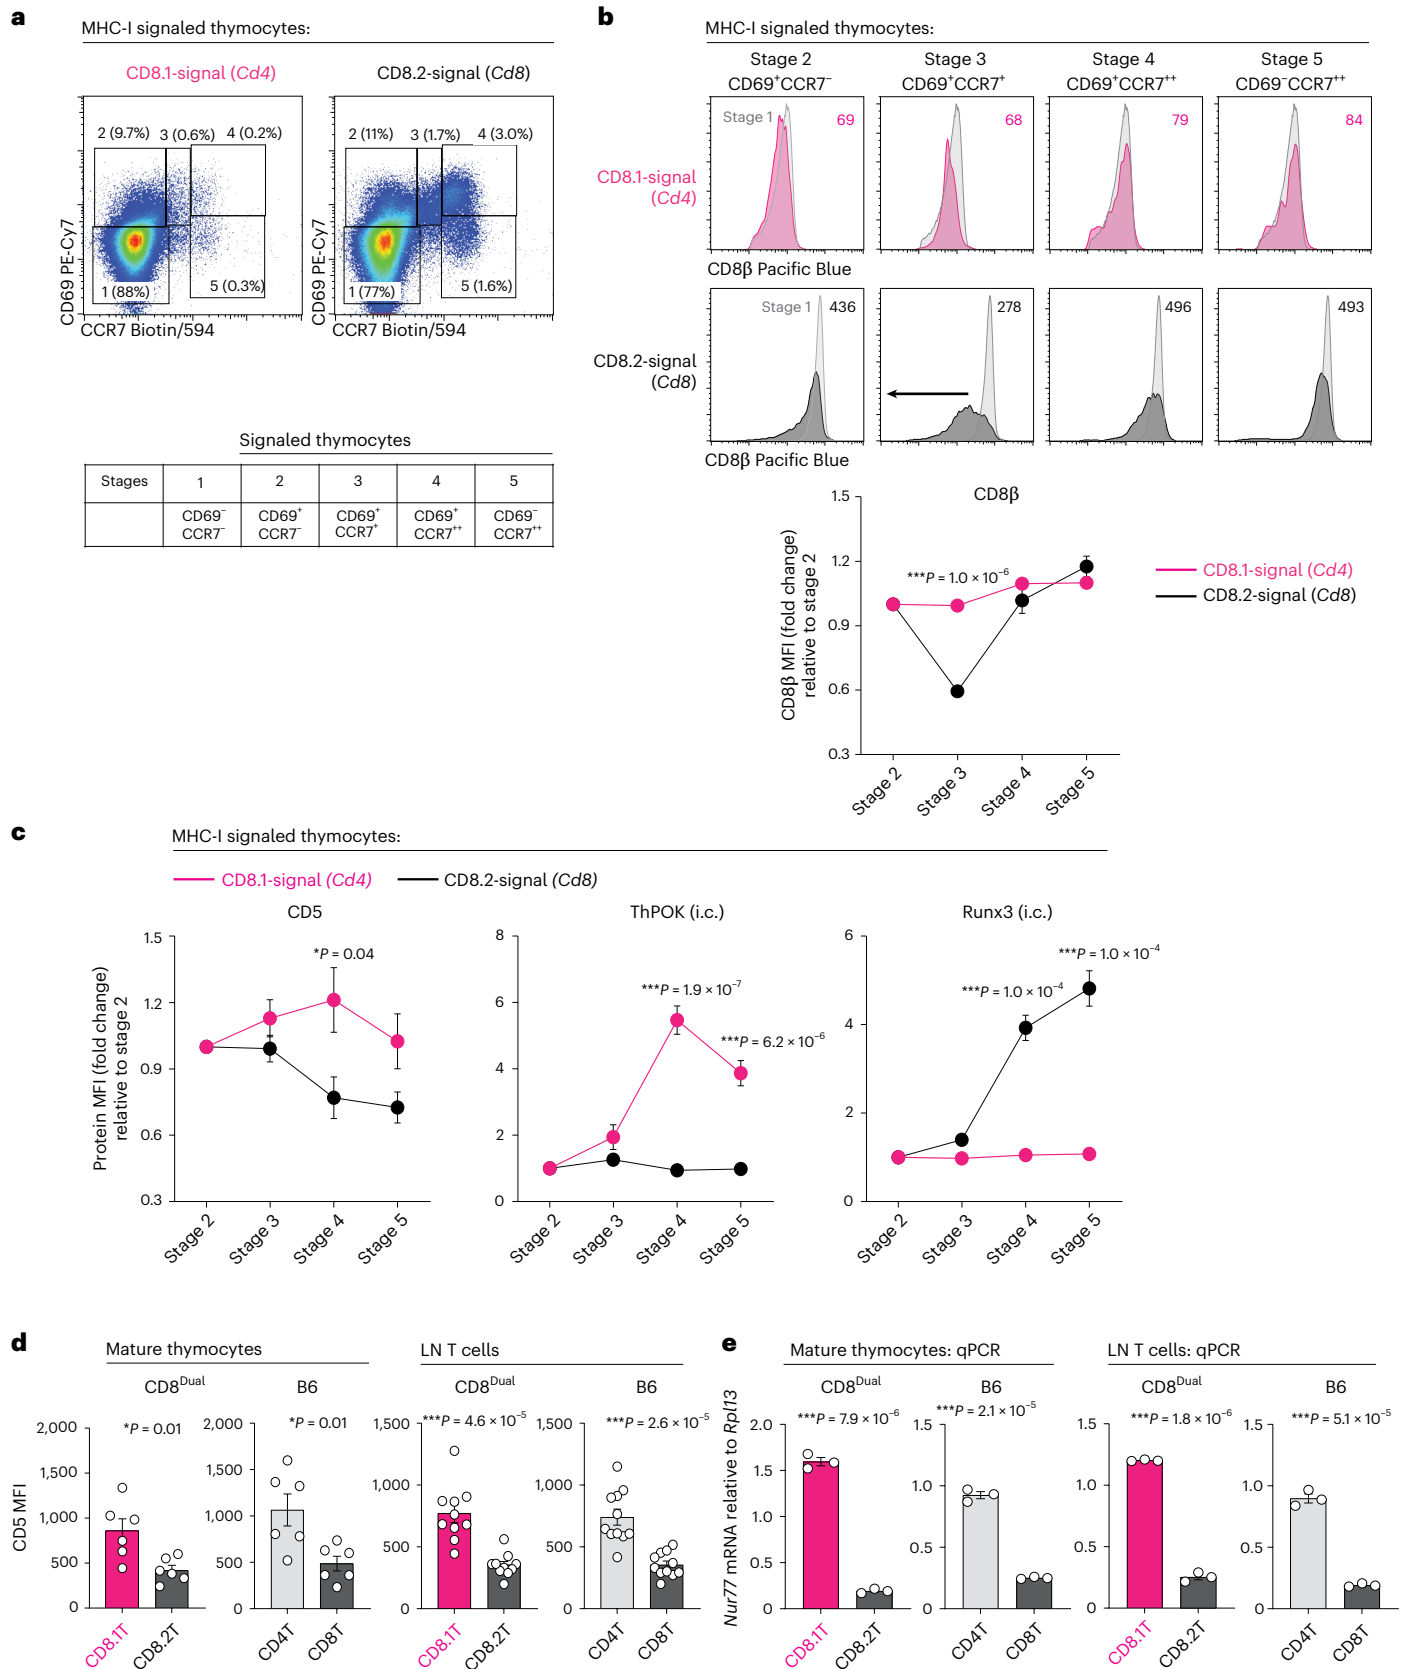 a
MHC-I signaled thymocytes:
CD8.1-signal (Cd4)
CD8.2-signal (Cd8)
2 (9.7%)
3 (0.6%)
4 (0.2%)
1 (88%)
5 (0.3%)
2 (11%)
3 (1.7%)
4 (3.0%)
1 (77%)
5 (1.6%)
CD69 PE-Cy7
CCR7 Biotin/594
CD69 PE-Cy7
CCR7 Biotin/594
Signaled thymocytes
Stages 1 2 3 4 5
CD69⁻ CD69⁺ CD69⁺ CD69⁺ CD69⁻
CCR7⁻ CCR7⁻ CCR7⁺ CCR7⁺⁺ CCR7⁺⁺
b
MHC-I signaled thymocytes:
Stage 2 Stage 3 Stage 4 Stage 5
CD69⁺CCR7⁻ CD69⁺CCR7⁺ CD69⁺CCR7⁺⁺ CD69⁻CCR7⁺⁺
CD8.1-signal
(Cd4)
Stage 1
69
68
79
84
CD8β Pacific Blue
CD8.2-signal
(Cd8)
Stage 1
436
278
496
493
CD8β Pacific Blue
CD8β
CD8β MFI (fold change)
relative to stage 2
1.5
1.2
0.9
0.6
0.3
***P = 1.0 × 10⁻⁶
Stage 2
Stage 3
Stage 4
Stage 5
CD8.1-signal (Cd4)
CD8.2-signal (Cd8)
c
MHC-I signaled thymocytes:
CD8.1-signal (Cd4)
CD8.2-signal (Cd8)
Protein MFI (fold change)
relative to stage 2
CD5
1.5
1.2
0.9
0.6
0.3
*P = 0.04
Stage 2
Stage 3
Stage 4
Stage 5
ThPOK (i.c.)
8
6
4
2
0
***P = 1.9 × 10⁻⁷
***P = 6.2 × 10⁻⁶
Stage 2
Stage 3
Stage 4
Stage 5
Runx3 (i.c.)
6
4
2
0
***P = 1.0 × 10⁻⁴
***P = 1.0 × 10⁻⁴
Stage 2
Stage 3
Stage 4
Stage 5
d
Mature thymocytes
LN T cells
CD5 MFI
CD8ᴰᵘᵃˡ
*P = 0.01
2,000
1,500
1,000
500
0
CD8.1T
CD8.2T
B6
*P = 0.01
2,000
1,500
1,000
500
0
CD4T
CD8T
CD8ᴰᵘᵃˡ
***P = 4.6 × 10⁻⁵
1,500
1,000
500
0
CD8.1T
CD8.2T
B6
***P = 2.6 × 10⁻⁵
1,500
1,000
500
0
CD4T
CD8T
e
Mature thymocytes: qPCR
LN T cells: qPCR
Nur77 mRNA relative to Rpl13
CD8ᴰᵘᵃˡ
***P = 7.9 × 10⁻⁶
2.0
1.5
1.0
0.5
0
CD8.1T
CD8.2T
B6
***P = 2.1 × 10⁻⁵
1.5
1.0
0.5
0
CD4T
CD8T
CD8ᴰᵘᵃˡ
***P = 1.8 × 10⁻⁶
1.5
1.0
0.5
0
CD8.1T
CD8.2T
B6
***P = 5.1 × 10⁻⁵
1.5
1.0
0.5
0
CD4T
CD8T